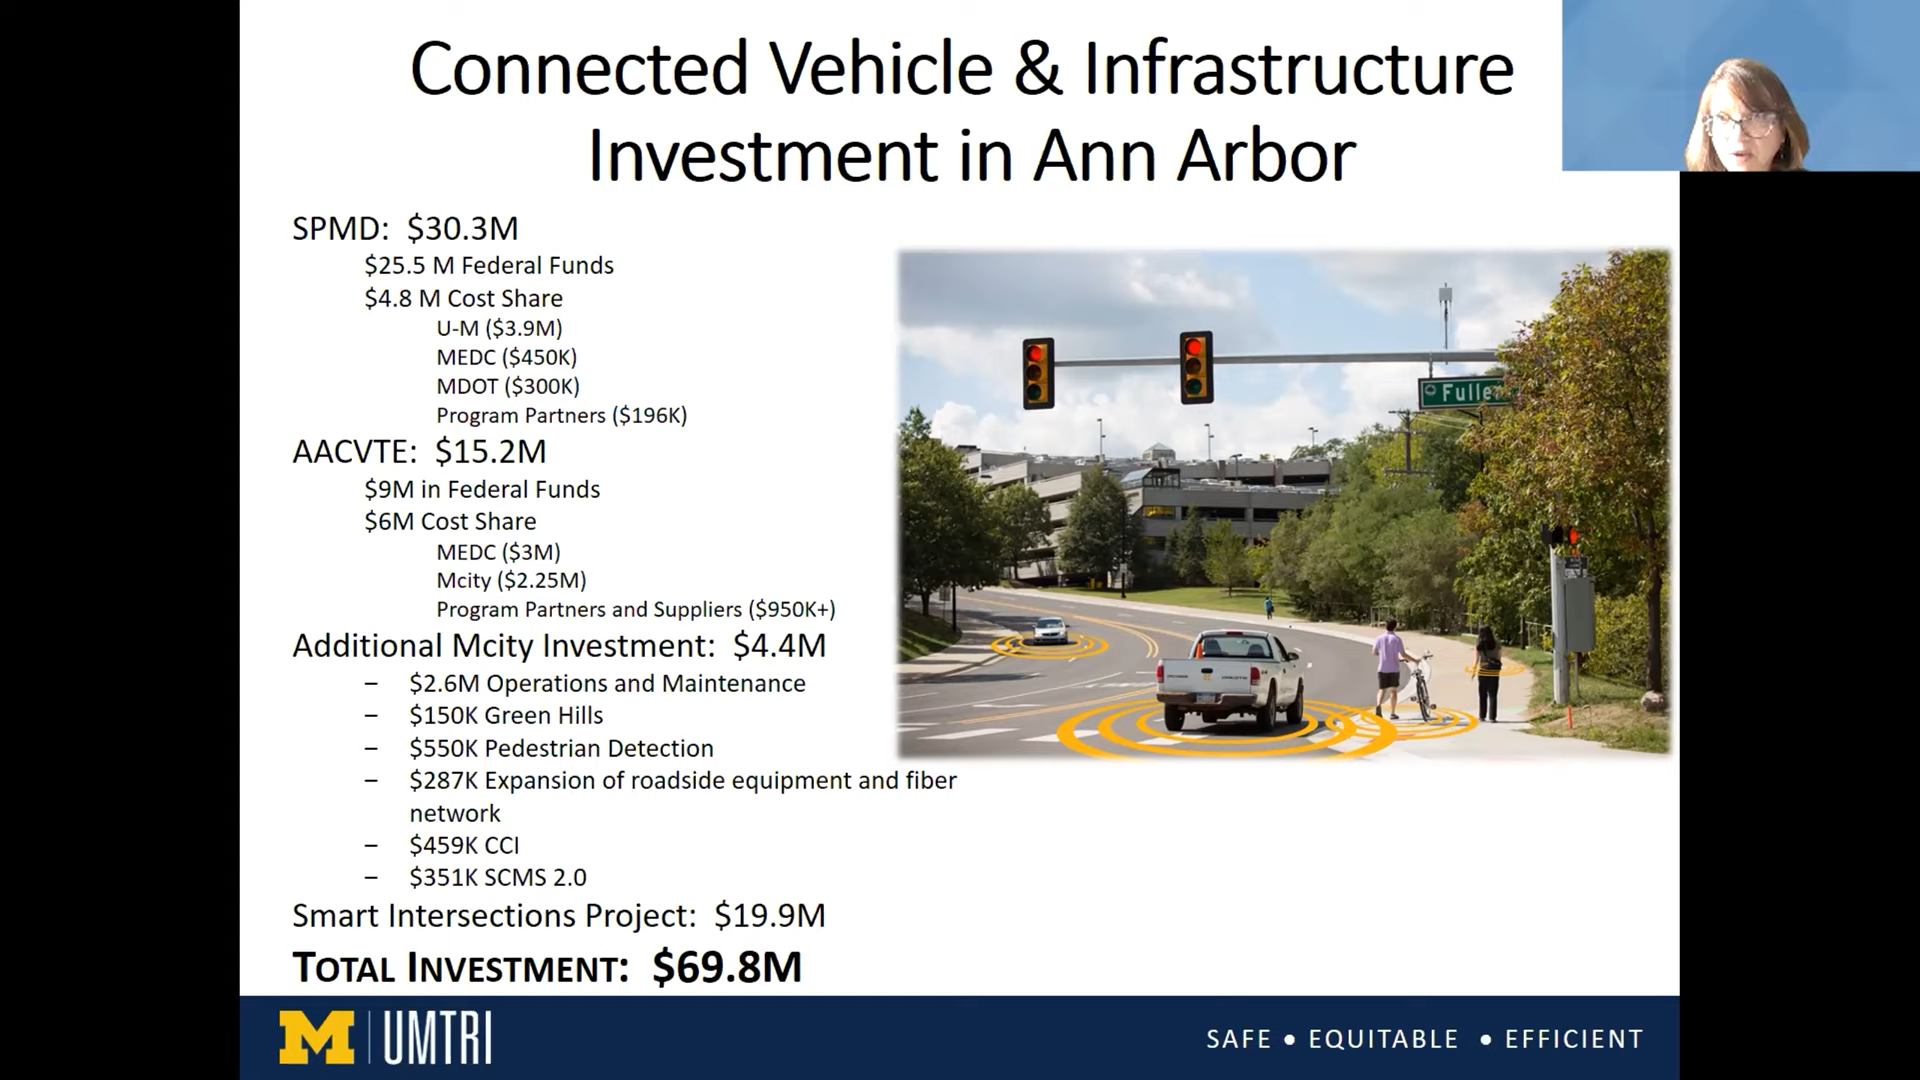 Connected Vehicle & Infrastructure
Investment in Ann Arbor
SPMD: $30.3M
$25.5 M Federal Funds
$4.8 M Cost Share
U-M ($3.9M)
MEDC ($450K)
MDOT ($300K)
Program Partners ($196K)
AACVTE: $15.2M
$9M in Federal Funds
$6M Cost Share
MEDC ($3M)
Mcity ($2.25M)
Program Partners and Suppliers ($950K+)
Additional Mcity Investment: $4.4M
– $2.6M Operations and Maintenance
– $150K Green Hills
– $550K Pedestrian Detection
– $287K Expansion of roadside equipment and fiber
network
– $459K CCI
– $351K SCMS 2.0
Smart Intersections Project: $19.9M
TOTAL INVESTMENT: $69.8M
Fulle
M UMTRI
SAFE • EQUITABLE • EFFICIENT